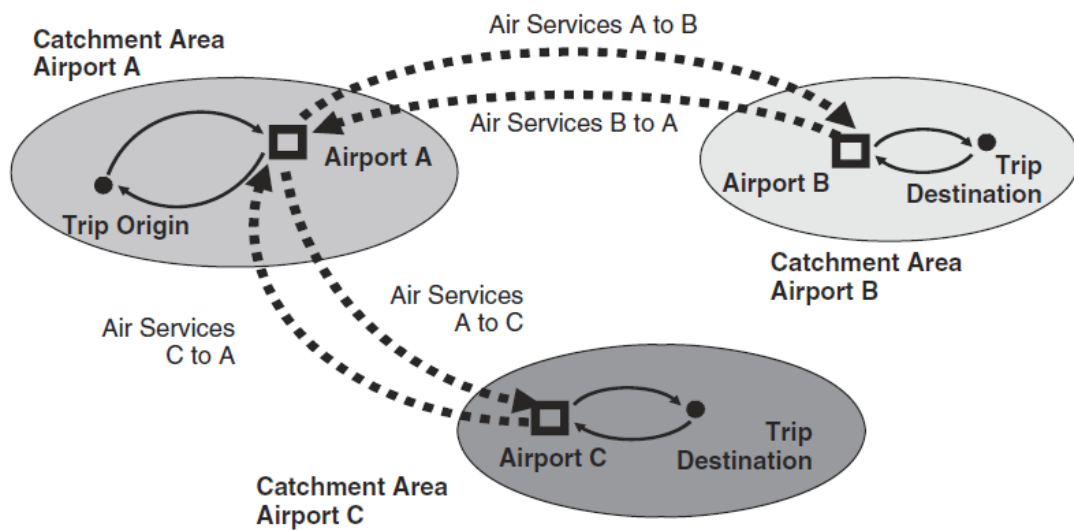 Catchment Area
Airport A
Air Services A to B
Air Services B to A
Airport A
Trip Origin
Airport B
Trip
Destination
Catchment Area
Airport B
Air Services
A to C
Air Services
C to A
Airport C
Trip
Destination
Catchment Area
Airport C